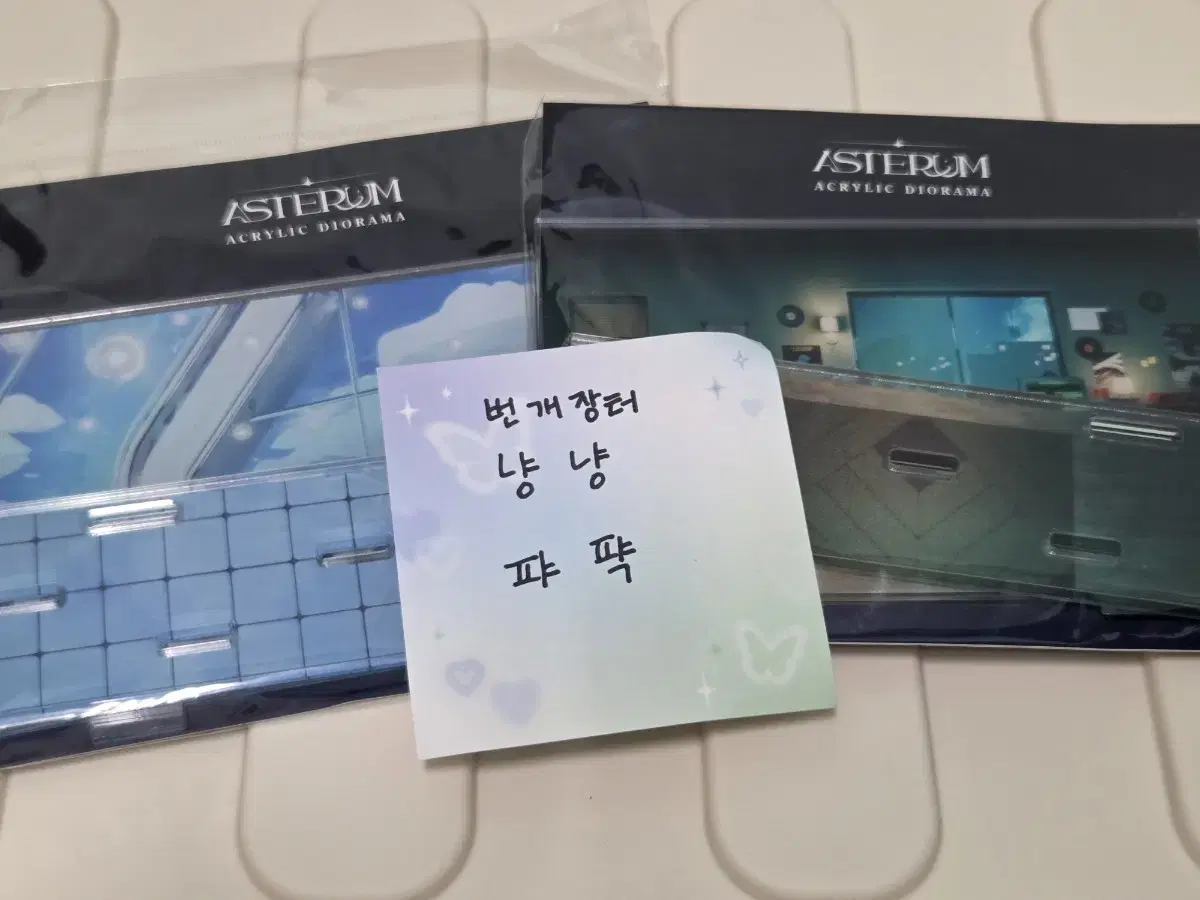 ASTERUM
ACRYLIC DIORAMA
ASTERUM
ACRYLIC DIORAMA
번개장터
냥 냥
퍄 퍅